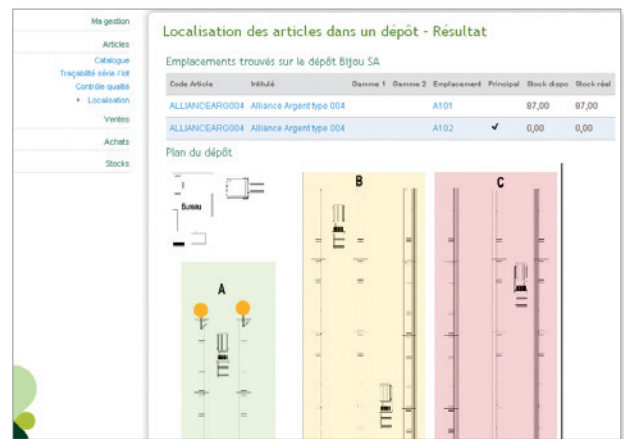 Ma gestion
Articles
Catalogue
Traçabilité série / lot
Contrôle qualité
Localisation
Ventes
Achats
Stocks
Localisation des articles dans un dépôt - Résultat
Emplacements trouvés sur le dépôt Bijou SA
Code Article Intitulé Gamme 1 Gamme 2 Emplacement Principal Stock dispo Stock réel
ALLIANCEARG004 Alliance Argent type 004 A101 87,00 87,00
ALLIANCEARG004 Alliance Argent type 004 A102 ✔ 0,00 0,00
Plan du dépôt
Bureau
A
B
C